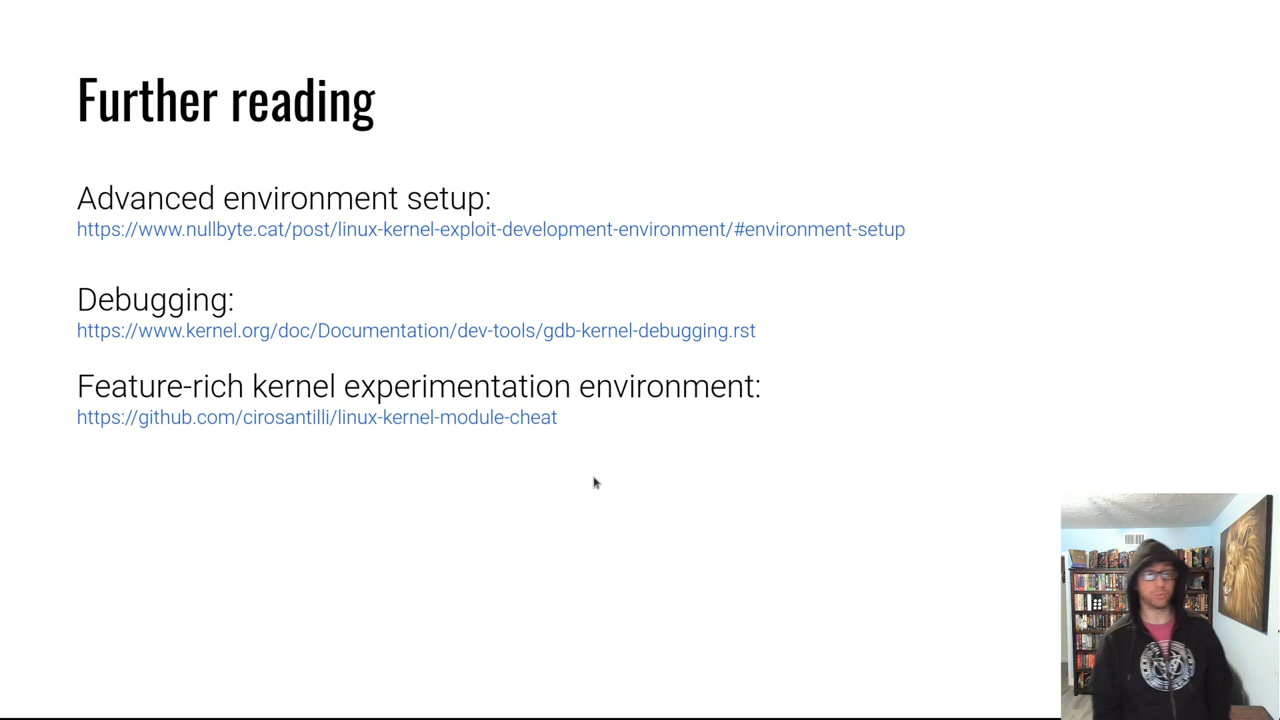 Further reading
Advanced environment setup:
https://www.nullbyte.cat/post/linux-kernel-exploit-development-environment/#environment-setup
Debugging:
https://www.kernel.org/doc/Documentation/dev-tools/gdb-kernel-debugging.rst
Feature-rich kernel experimentation environment:
https://github.com/cirosantilli/linux-kernel-module-cheat